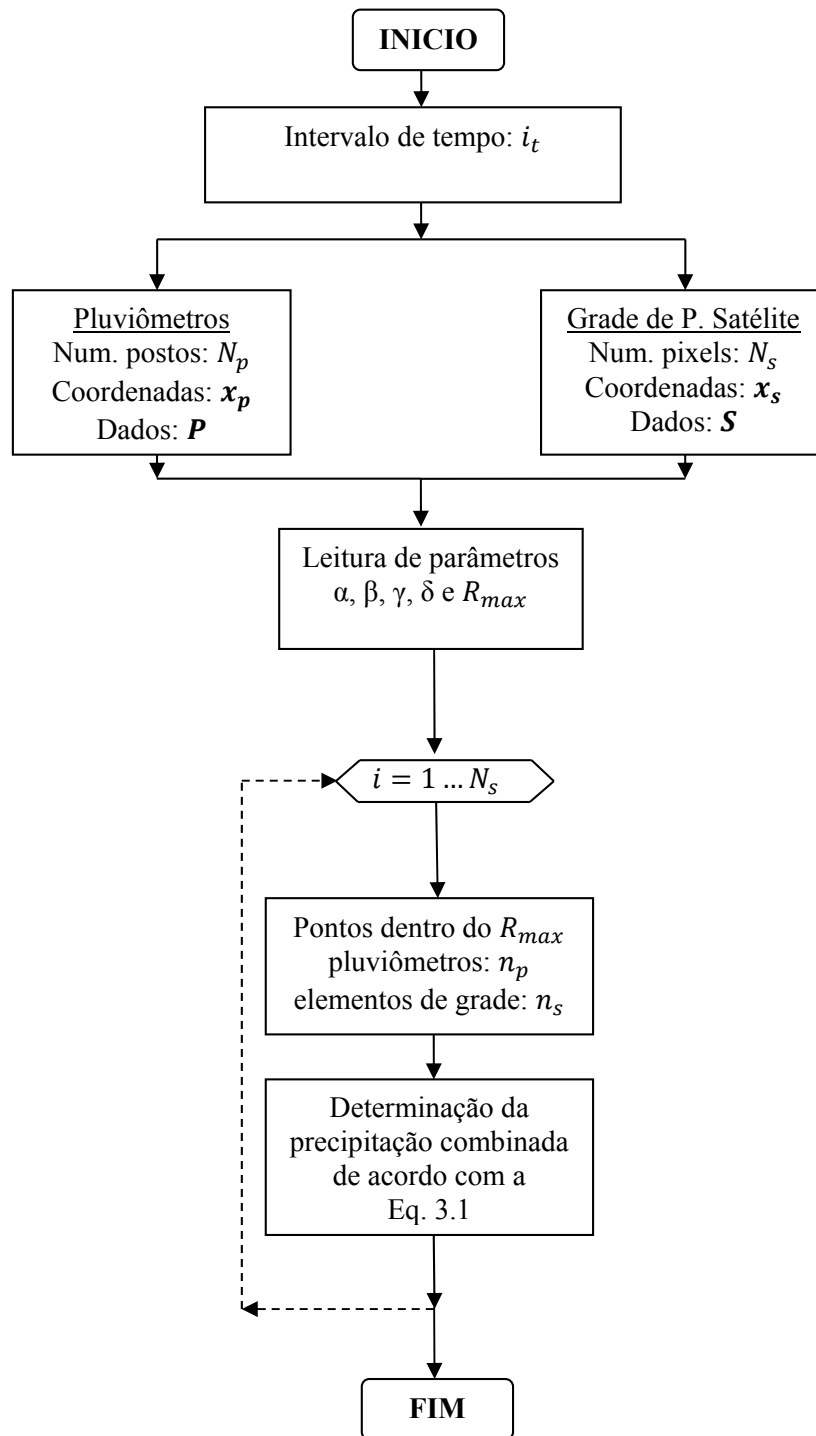 INICIO
Intervalo de tempo: i_t
Pluviômetros
Num. postos: N_p
Coordenadas: x_p
Dados: P
Grade de P. Satélite
Num. pixels: N_s
Coordenadas: x_s
Dados: S
Leitura de parâmetros
α, β, γ, δ e R_max
i = 1 … N_s
Pontos dentro do R_max
pluviômetros: n_p
elementos de grade: n_s
Determinação da
precipitação combinada
de acordo com a
Eq. 3.1
FIM